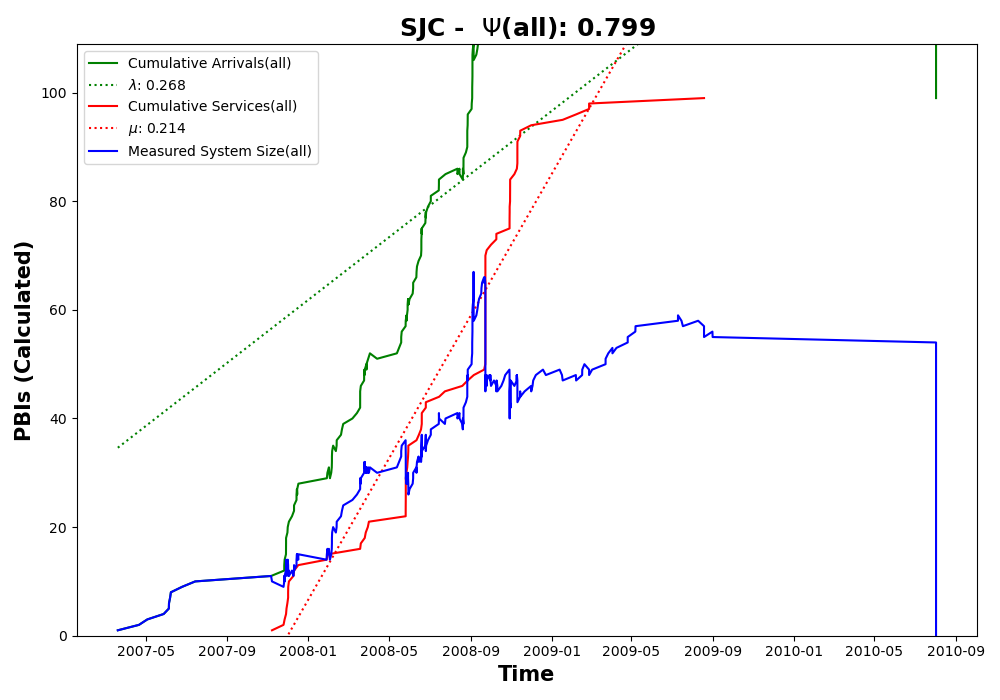 SJC - Ψ(all): 0.799
Cumulative Arrivals(all)
λ: 0.268
Cumulative Services(all)
μ: 0.214
Measured System Size(all)
PBIs (Calculated)
100
80
60
40
20
0
2007-05 2007-09 2008-01 2008-05 2008-09 2009-01 2009-05 2009-09 2010-01 2010-05 2010-09
Time